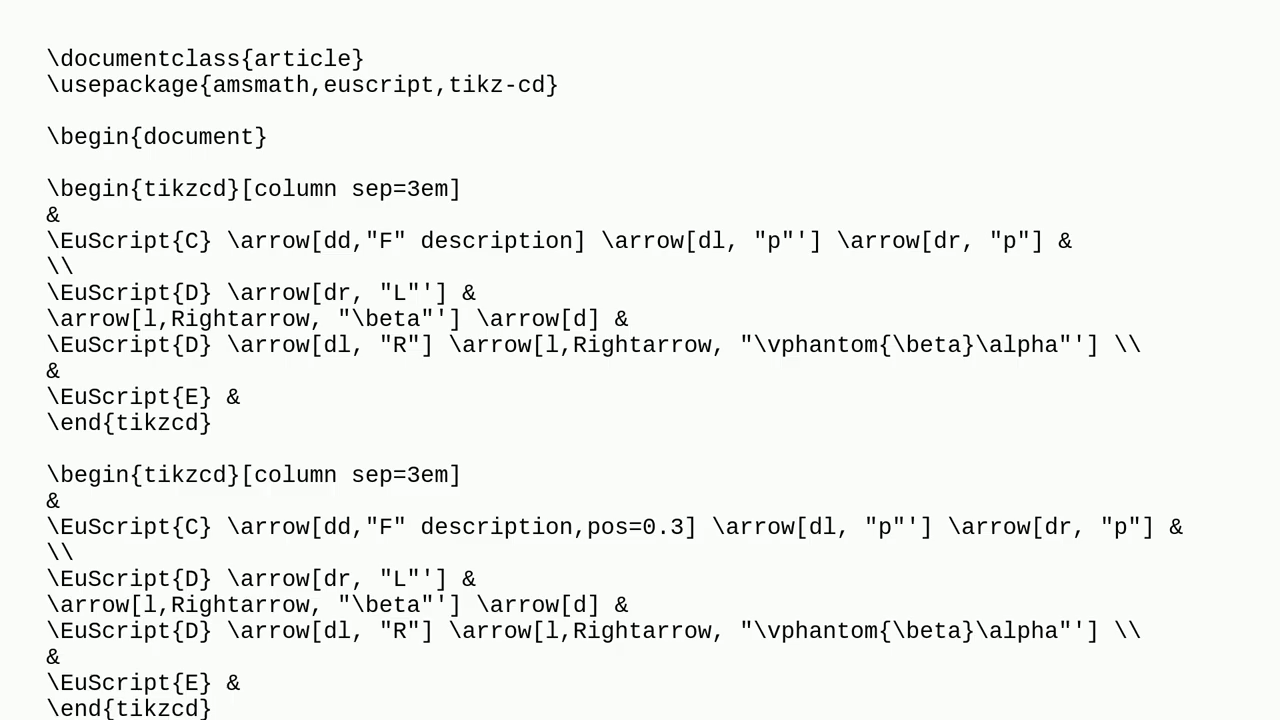 \documentclass{article}
\usepackage{amsmath,euscript,tikz-cd}
\begin{document}
\begin{tikzcd}[column sep=3em]
&
\EuScript{C} \arrow[dd,"F" description] \arrow[dl, "p"'] \arrow[dr, "p"] &
\\
\EuScript{D} \arrow[dr, "L"'] &
\arrow[l,Rightarrow, "\beta"'] \arrow[d] &
\EuScript{D} \arrow[dl, "R"] \arrow[l,Rightarrow, "\vphantom{\beta}\alpha"'] \\
&
\EuScript{E} &
\end{tikzcd}
\begin{tikzcd}[column sep=3em]
&
\EuScript{C} \arrow[dd,"F" description,pos=0.3] \arrow[dl, "p"'] \arrow[dr, "p"] &
\\
\EuScript{D} \arrow[dr, "L"'] &
\arrow[l,Rightarrow, "\beta"'] \arrow[d] &
\EuScript{D} \arrow[dl, "R"] \arrow[l,Rightarrow, "\vphantom{\beta}\alpha"'] \\
&
\EuScript{E} &
\end{tikzcd}